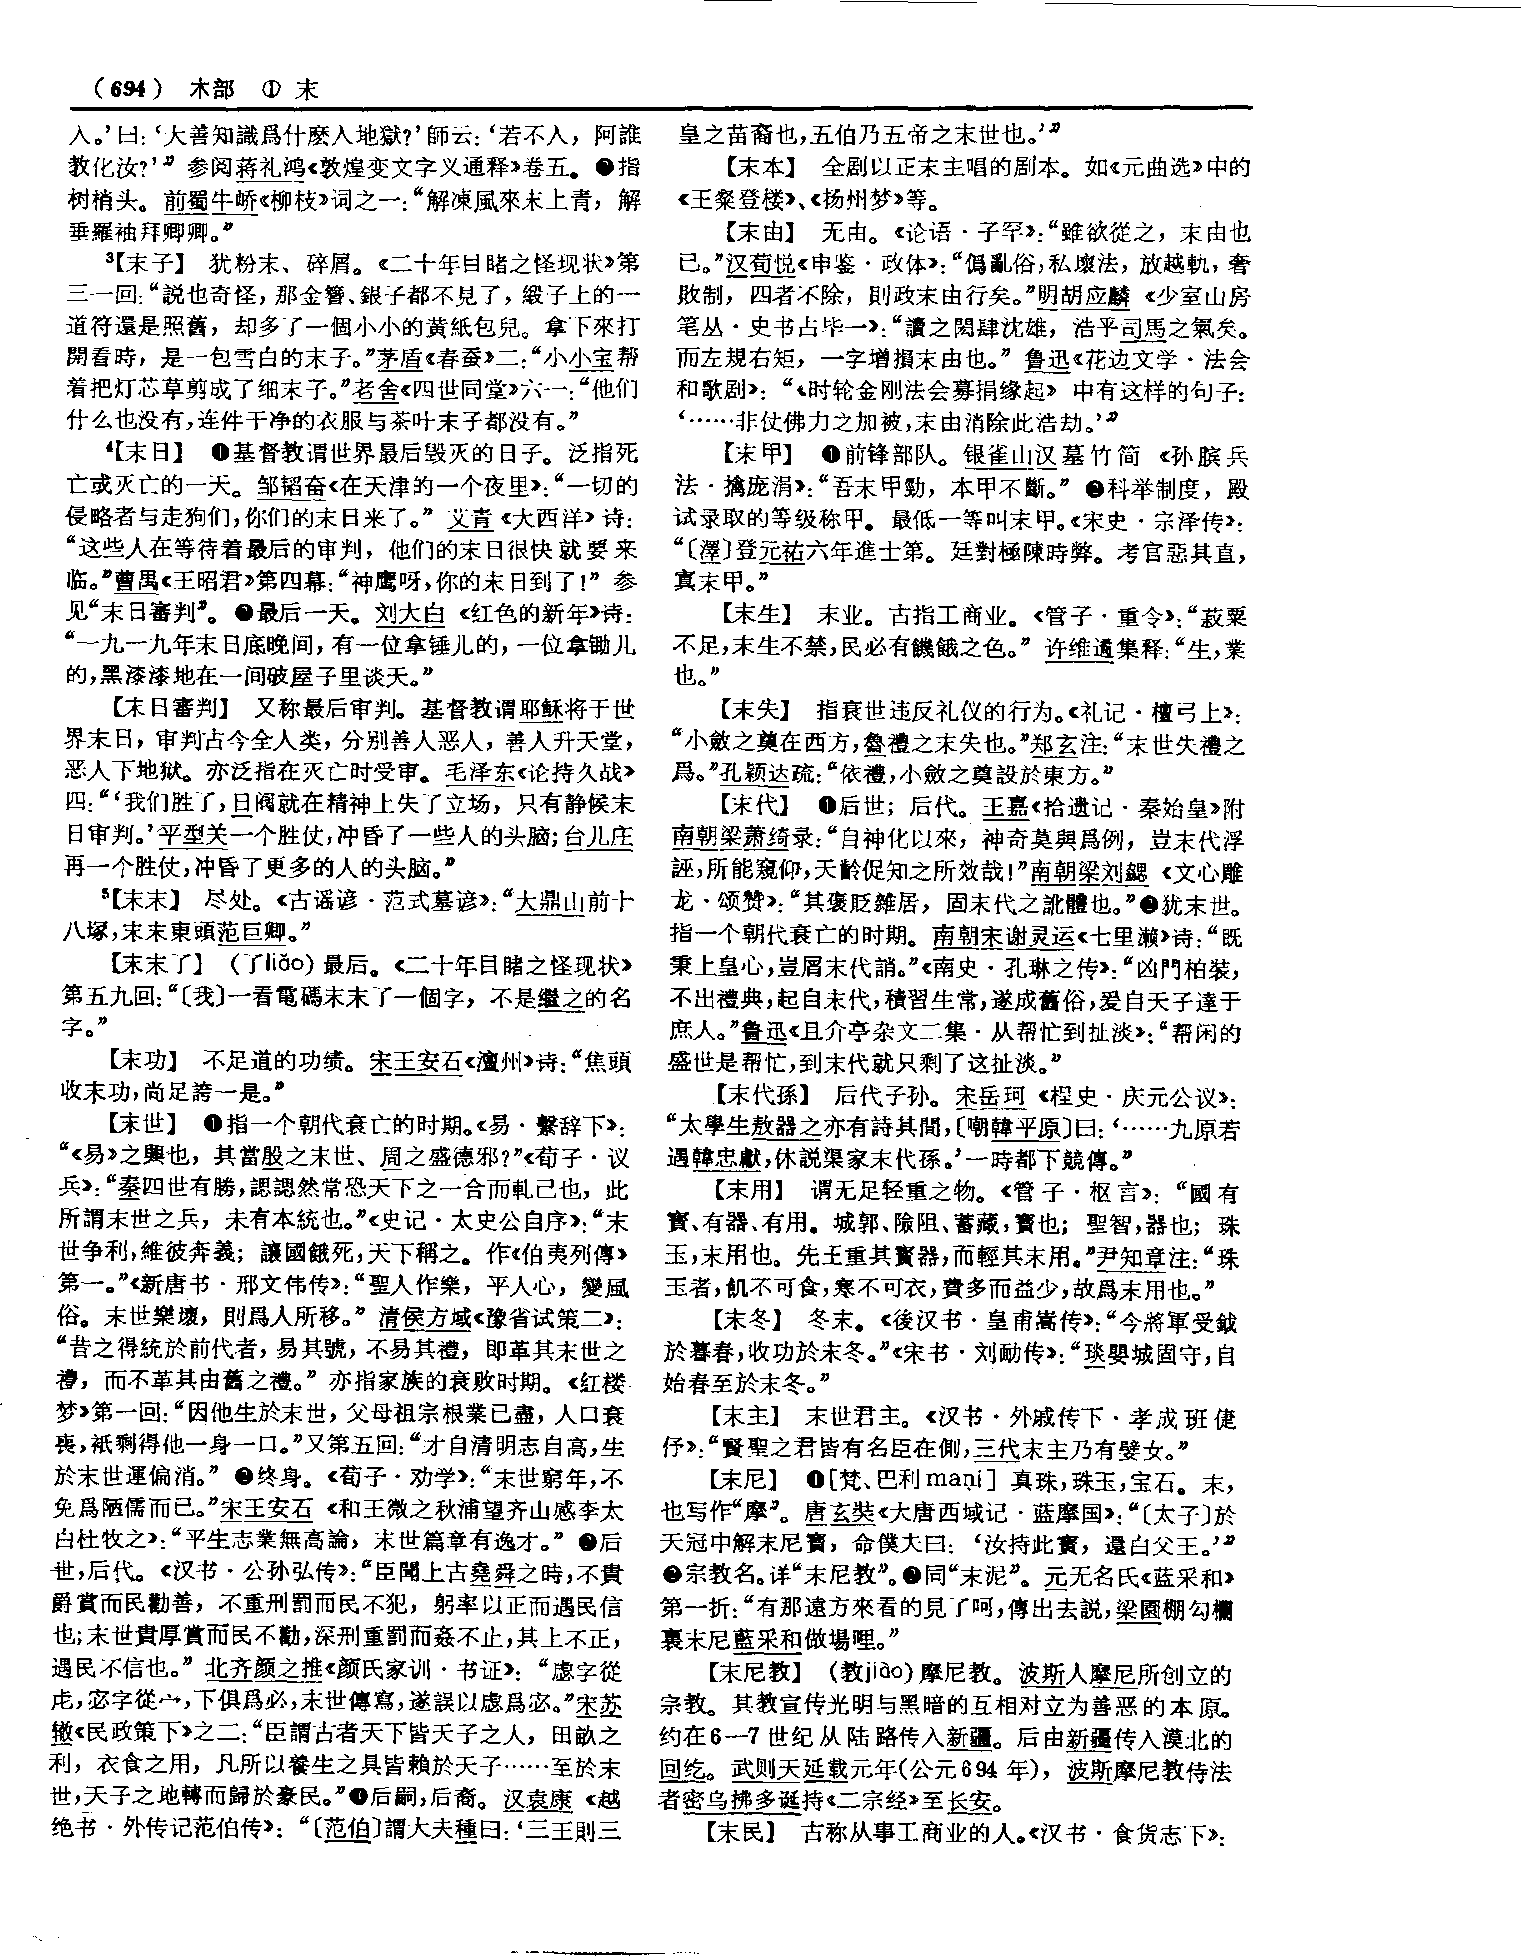 （694） 木部 ① 末
入。’曰：‘大善知識爲什麽入地獄？’師云：‘若不入，阿誰
教化汝？’” 参阅蒋礼鸿《敦煌变文字义通释》卷五。❷指
树梢头。前蜀牛峤《柳枝》词之一：“解凍風來末上青，解
垂羅袖拜卿卿。”
³【末子】 犹粉末、碎屑。《二十年目睹之怪现状》第
三一回：“説也奇怪，那金簪、銀子都不見了，緞子上的一
道符還是照舊，却多了一個小小的黄紙包兒。拿下來打
開看時，是一包雪白的末子。”茅盾《春蚕》二：“小小宝帮
着把灯芯草剪成了细末子。”老舍《四世同堂》六一：“他们
什么也没有，连件干净的衣服与茶叶末子都没有。”
⁴【末日】 ❶基督教谓世界最后毁灭的日子。泛指死
亡或灭亡的一天。邹韬奋《在天津的一个夜里》：“一切的
侵略者与走狗们，你们的末日来了。” 艾青《大西洋》诗：
“这些人在等待着最后的审判，他们的末日很快就要来
临。”曹禺《王昭君》第四幕：“神鹰呀，你的末日到了！” 参
见“末日審判”。❷最后一天。刘大白《红色的新年》诗：
“一九一九年末日底晚间，有一位拿锤儿的，一位拿锄儿
的，黑漆漆地在一间破屋子里谈天。”
【末日審判】 又称最后审判。基督教谓耶稣将于世
界末日，审判古今全人类，分别善人恶人，善人升天堂，
恶人下地狱。亦泛指在灭亡时受审。毛泽东《论持久战》
四：“‘我们胜了，日阀就在精神上失了立场，只有静候末
日审判。’平型关一个胜仗，冲昏了一些人的头脑；台儿庄
再一个胜仗，冲昏了更多的人的头脑。”
⁵【末末】 尽处。《古谣谚·范式墓谚》：“大鼎山前十
八塚，末末東頭范巨卿。”
【末末了】 （了liǎo）最后。《二十年目睹之怪现状》
第五九回：“〔我〕一看電碼末末了一個字，不是繼之的名
字。”
【末功】 不足道的功绩。宋王安石《澶州》诗：“焦頭
收末功，尚足誇一是。”
【末世】 ❶指一个朝代衰亡的时期。《易·繫辞下》：
“《易》之興也，其當殷之末世、周之盛德邪？”《荀子·议
兵》：“秦四世有勝，諰諰然常恐天下之一合而軋己也，此
所謂末世之兵，未有本統也。”《史记·太史公自序》：“末
世争利，維彼奔義；讓國餓死，天下稱之。作《伯夷列傳》
第一。”《新唐书·邢文伟传》：“聖人作樂，平人心，變風
俗。末世樂壞，則爲人所移。” 清侯方域《豫省试策二》：
“昔之得統於前代者，易其號，不易其禮，即革其末世之
禮，而不革其由舊之禮。” 亦指家族的衰败时期。《红楼
梦》第一回：“因他生於末世，父母祖宗根業已盡，人口衰
喪，衹剩得他一身一口。”又第五回：“才自清明志自高，生
於末世運偏消。” ❷终身。《荀子·劝学》：“末世窮年，不
免爲陋儒而已。”宋王安石《和王微之秋浦望齐山感李太
白杜牧之》：“平生志業無高論，末世篇章有逸才。” ❸后
世，后代。《汉书·公孙弘传》：“臣聞上古堯舜之時，不貴
爵賞而民勸善，不重刑罰而民不犯，躬率以正而遇民信
也；末世貴厚賞而民不勸，深刑重罰而姦不止，其上不正，
遇民不信也。” 北齐颜之推《颜氏家训·书证》：“虙字從
虍，宓字從宀，下俱爲必，末世傳寫，遂誤以虙爲宓。”宋苏
辙《民政策下》之二：“臣謂古者天下皆天子之人，田畝之
利，衣食之用，凡所以養生之具皆賴於天子……至於末
世，天子之地轉而歸於豪民。”❹后嗣，后裔。汉袁康《越
绝书·外传记范伯传》：“〔范伯〕謂大夫種曰：‘三王則三
皇之苗裔也，五伯乃五帝之末世也。’”
【末本】 全剧以正末主唱的剧本。如《元曲选》中的
《王粲登楼》、《扬州梦》等。
【末由】 无由。《论语·子罕》：“雖欲從之，末由也
已。”汉荀悦《申鉴·政体》：“僞亂俗，私壞法，放越軌，奢
敗制，四者不除，則政末由行矣。”明胡应麟《少室山房
笔丛·史书占毕一》：“讀之閎肆沈雄，浩乎司馬之氣矣。
而左規右矩，一字增損末由也。” 鲁迅《花边文学·法会
和歌剧》：“《时轮金刚法会募捐缘起》 中有这样的句子：
‘……非仗佛力之加被，末由消除此浩劫。’”
【末甲】 ❶前锋部队。银雀山汉墓竹简《孙膑兵
法·擒庞涓》：“吾末甲勁，本甲不斷。” ❷科举制度，殿
试录取的等级称甲。最低一等叫末甲。《宋史·宗泽传》：
“〔澤〕登元祐六年進士第。廷對極陳時弊。考官惡其直，
寘末甲。”
【末生】 末业。古指工商业。《管子·重令》：“菽粟
不足，末生不禁，民必有饑餓之色。” 许维遹集释：“生，業
也。”
【末失】 指衰世违反礼仪的行为。《礼记·檀弓上》：
“小斂之奠在西方，魯禮之末失也。”郑玄注：“末世失禮之
爲。”孔颖达疏：“依禮，小斂之奠設於東方。”
【末代】 ❶后世；后代。王嘉《拾遗记·秦始皇》附
南朝梁萧绮录：“自神化以來，神奇莫與爲例，豈末代浮
誣，所能窺仰，天齡促知之所效哉！”南朝梁刘勰《文心雕
龙·颂赞》：“其褒貶雜居，固末代之訛體也。”❷犹末世。
指一个朝代衰亡的时期。南朝宋谢灵运《七里濑》诗：“既
秉上皇心，豈屑末代誚。”《南史·孔琳之传》：“凶門柏裝，
不出禮典，起自末代，積習生常，遂成舊俗，爰自天子達于
庶人。”鲁迅《且介亭杂文二集·从帮忙到扯淡》：“帮闲的
盛世是帮忙，到末代就只剩了这扯淡。”
【末代孫】 后代子孙。宋岳珂《桯史·庆元公议》：
“太學生敖器之亦有詩其間，〔嘲韓平原〕曰：‘……九原若
遇韓忠獻，休説渠家末代孫。’一時都下競傳。”
【末用】 谓无足轻重之物。《管子·枢言》：“國有
寶、有器、有用。城郭、險阻、蓄藏，寶也；聖智，器也；珠
玉，末用也。先王重其寶器，而輕其末用。”尹知章注：“珠
玉者，飢不可食，寒不可衣，費多而益少，故爲末用也。”
【末冬】 冬末。《後汉书·皇甫嵩传》：“今將軍受鉞
於暮春，收功於末冬。”《宋书·刘勔传》：“琰嬰城固守，自
始春至於末冬。”
【末主】 末世君主。《汉书·外戚传下·孝成班倢
伃》：“賢聖之君皆有名臣在側，三代末主乃有嬖女。”
【末尼】 ❶［梵、巴利 maṇi］真珠，珠玉，宝石。末，
也写作“摩”。唐玄奘《大唐西域记·蓝摩国》：“〔太子〕於
天冠中解末尼寶，命僕夫曰：‘汝持此寶，還白父王。’”
❷宗教名。详“末尼教”。❸同“末泥”。元无名氏《蓝采和》
第一折：“有那遠方來看的見了呵，傳出去説，梁園棚勾欄
裏末尼藍采和做場哩。”
【末尼教】 （教jiào）摩尼教。波斯人摩尼所创立的
宗教。其教宣传光明与黑暗的互相对立为善恶的本原。
约在6—7世纪从陆路传入新疆。后由新疆传入漠北的
回纥。武则天延载元年（公元694年），波斯摩尼教侍法
者密乌拂多诞持《二宗经》至长安。
【末民】 古称从事工商业的人。《汉书·食货志下》：